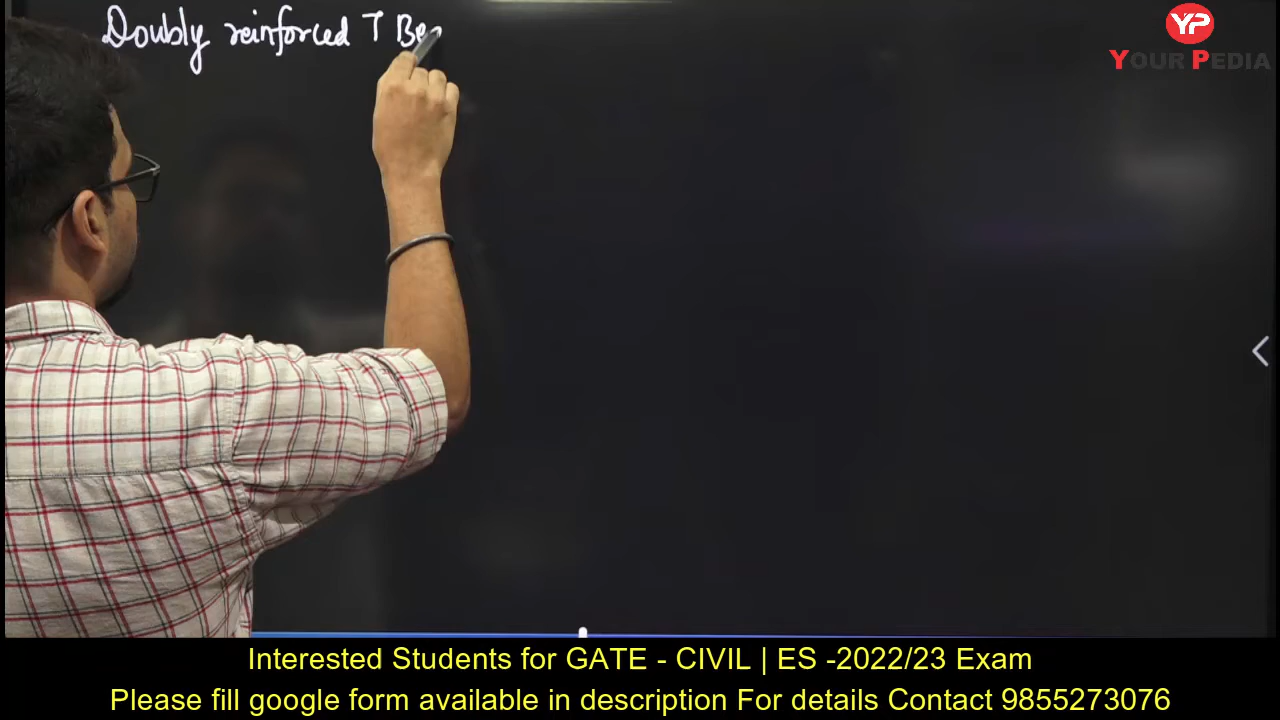 Doubly reinforced T Be
YP
YOUR PEDIA
Interested Students for GATE - CIVIL | ES -2022/23 Exam
Please fill google form available in description For details Contact 9855273076